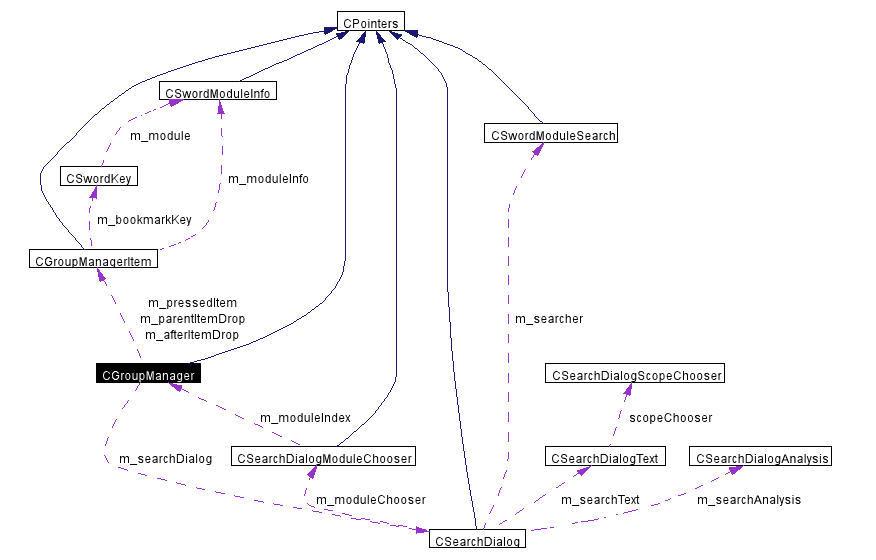 CPointers
CSwordModuleInfo
CSwordModuleSearch
m_module
CSwordKey
m_moduleInfo
m_bookmarkKey
CGroupManagerItem
m_pressedItem
m_parentItemDrop
m_afterItemDrop
m_searcher
CGroupManager
CSearchDialogScopeChooser
m_moduleIndex
scopeChooser
m_searchDialog
CSearchDialogModuleChooser
CSearchDialogText
CSearchDialogAnalysis
m_moduleChooser
m_searchText
m_searchAnalysis
CSearchDialog